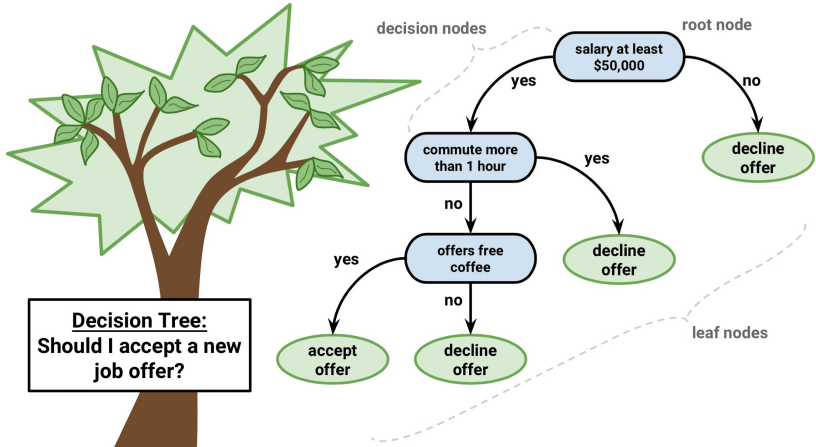 decision nodes
root node
salary at least
$50,000
yes
no
commute more
than 1 hour
yes
decline
offer
no
offers free
coffee
decline
offer
yes
no
Decision Tree:
Should I accept a new
job offer?
accept
offer
decline
offer
leaf nodes